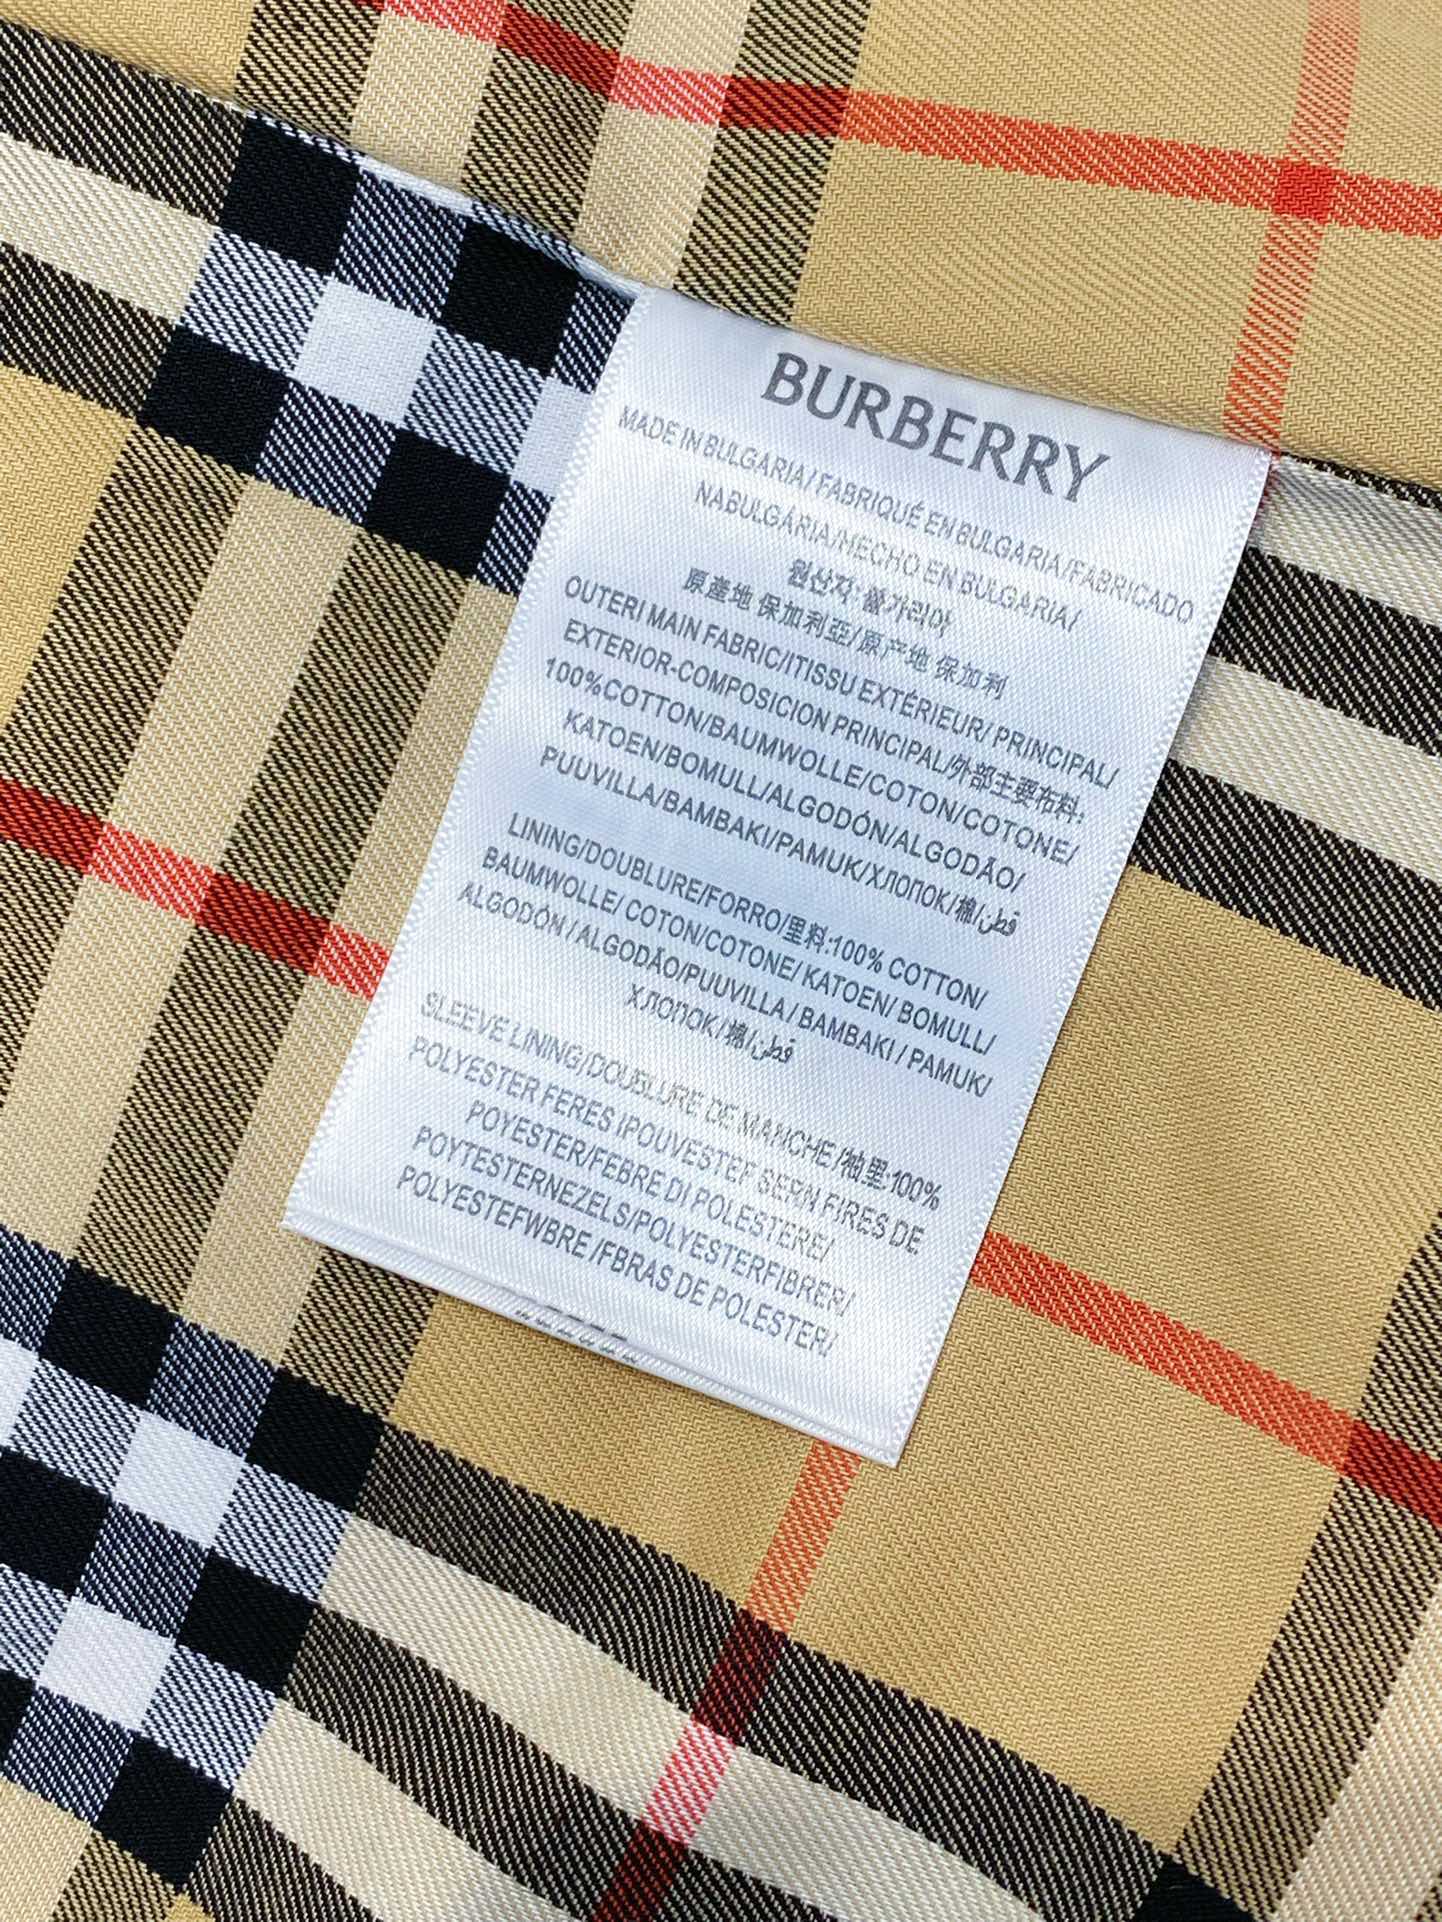 BURBERRY
MADE IN BULGARIA/ FABRIQUÉ EN BULGARIA/FABRICADO
NABULGÁRIA/HECHO EN BULGARIA/
원산지: 불가리아
原產地 保加利亞/原产地 保加利
OUTERI MAIN FABRIC/ITISSU EXTÉRIEUR/ PRINCIPAL/
EXTERIOR-COMPOSICION PRINCIPAL/外部主要布料:
100%COTTON/BAUMWOLLE/COTON/COTONE/
KATOEN/BOMULL/ALGODÓN/ALGODÃO/
PUUVILLA/BAMBAKI/PAMUK/ХЛОПОК/棉/قطن/
LINING/DOUBLURE/FORRO/里料:100% COTTON/
BAUMWOLLE/ COTON/COTONE/ KATOEN/ BOMULL/
ALGODÓN / ALGODÃO/PUUVILLA / BAMBAKI / PAMUK/
ХЛОПОК/棉/قطن/
SLEEVE LINING/DOUBLURE DE MANCHE/袖里:100%
POLYESTER FERES IPOUVESTEF SERN FIRES DE
POYESTER/FEBRE DI POLESTERE/
POYTESTERNEZELS/POLYESTERFIBRER/
POLYESTEFWBRE /FBRAS DE POLESTER/